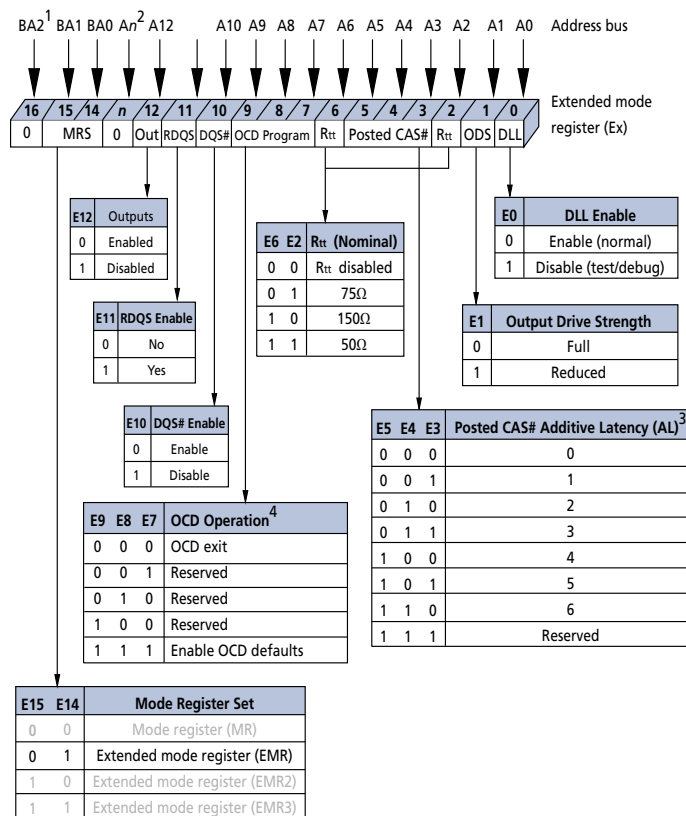 BA2¹ BA1 BA0 An² A12 A10 A9 A8 A7 A6 A5 A4 A3 A2 A1 A0 Address bus
16 15 14 n 12 11 10 9 8 7 6 5 4 3 2 1 0 Extended mode
register (Ex)
0 MRS 0 Out RDQS DQS# OCD Program Rtt Posted CAS# Rtt ODS DLL
E12 Outputs
0 Enabled
1 Disabled
E11 RDQS Enable
0 No
1 Yes
E10 DQS# Enable
0 Enable
1 Disable
E9 E8 E7 OCD Operation⁴
0 0 0 OCD exit
0 0 1 Reserved
0 1 0 Reserved
1 0 0 Reserved
1 1 1 Enable OCD defaults
E15 E14 Mode Register Set
0 0 Mode register (MR)
0 1 Extended mode register (EMR)
1 0 Extended mode register (EMR2)
1 1 Extended mode register (EMR3)
E6 E2 Rtt (Nominal)
0 0 Rtt disabled
0 1 75Ω
1 0 150Ω
1 1 50Ω
E0 DLL Enable
0 Enable (normal)
1 Disable (test/debug)
E1 Output Drive Strength
0 Full
1 Reduced
E5 E4 E3 Posted CAS# Additive Latency (AL)³
0 0 0 0
0 0 1 1
0 1 0 2
0 1 1 3
1 0 0 4
1 0 1 5
1 1 0 6
1 1 1 Reserved